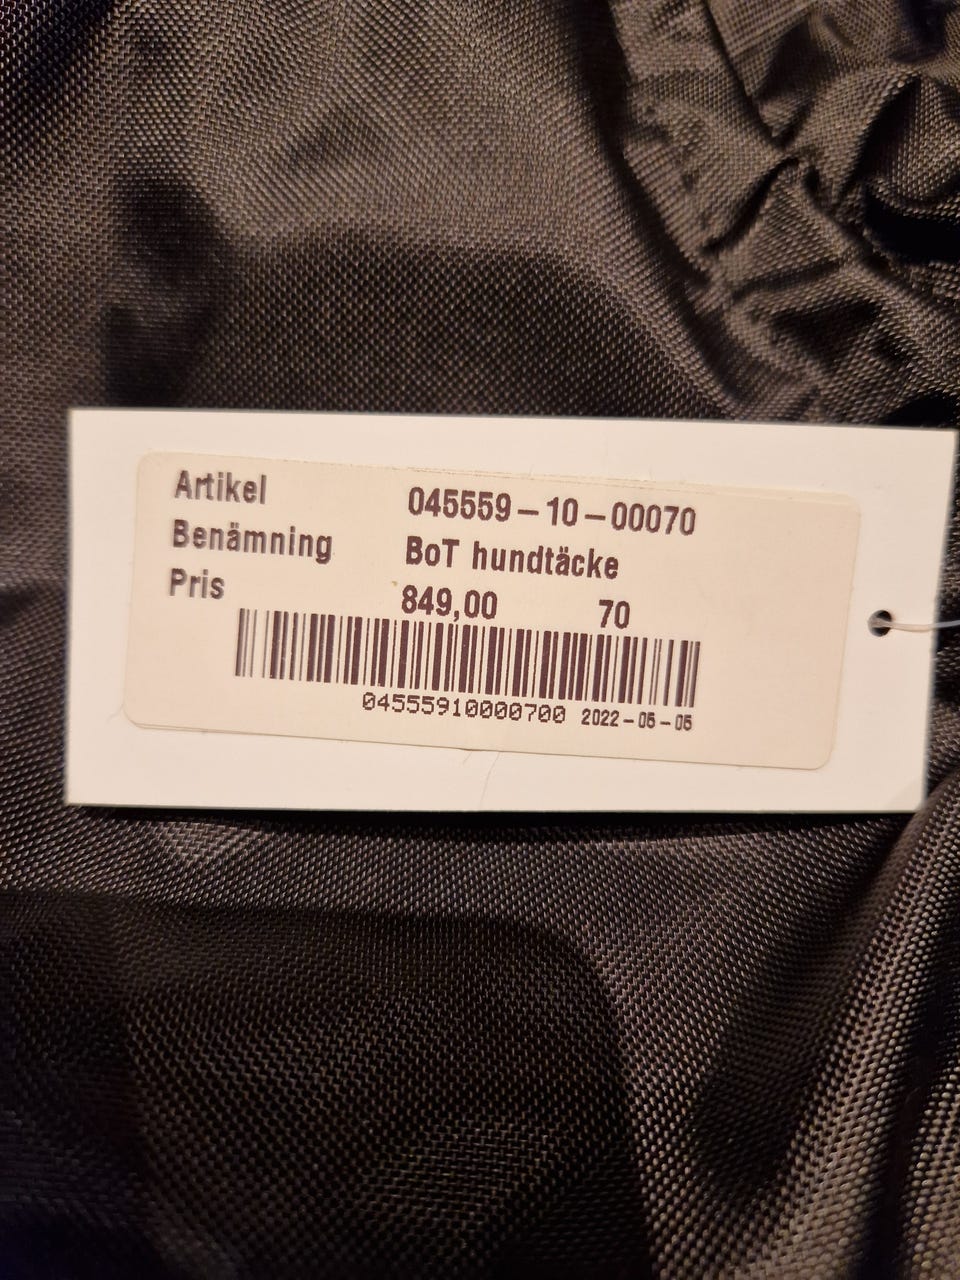 Artikel 045559-10-00070
Benämning BoT hundtäcke
Pris 849,00 70
04555910000700 2022-05-05